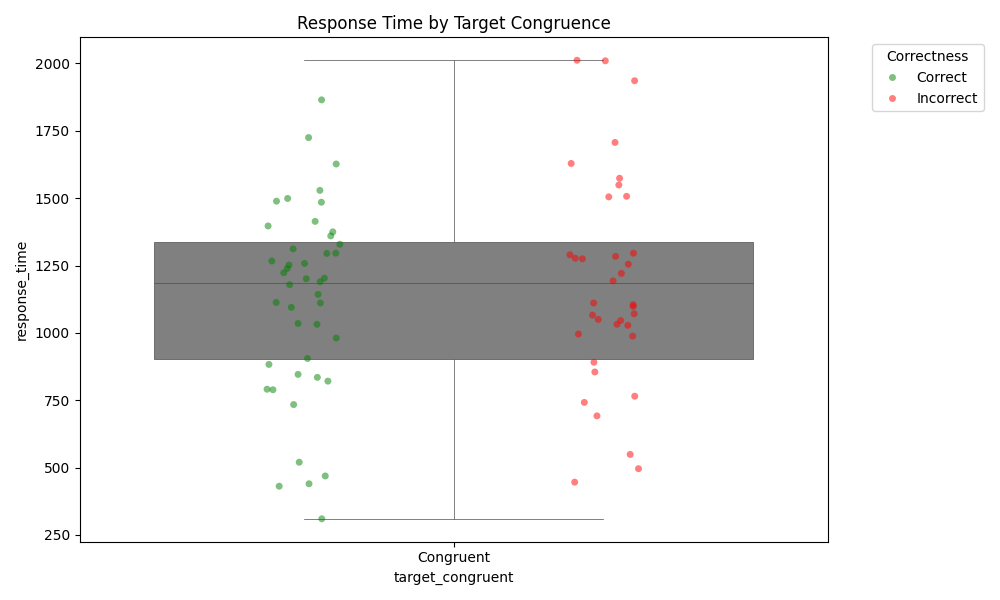 Response Time by Target Congruence
Correctness
Correct
Incorrect
response_time
2000
1750
1500
1250
1000
750
500
250
Congruent
target_congruent